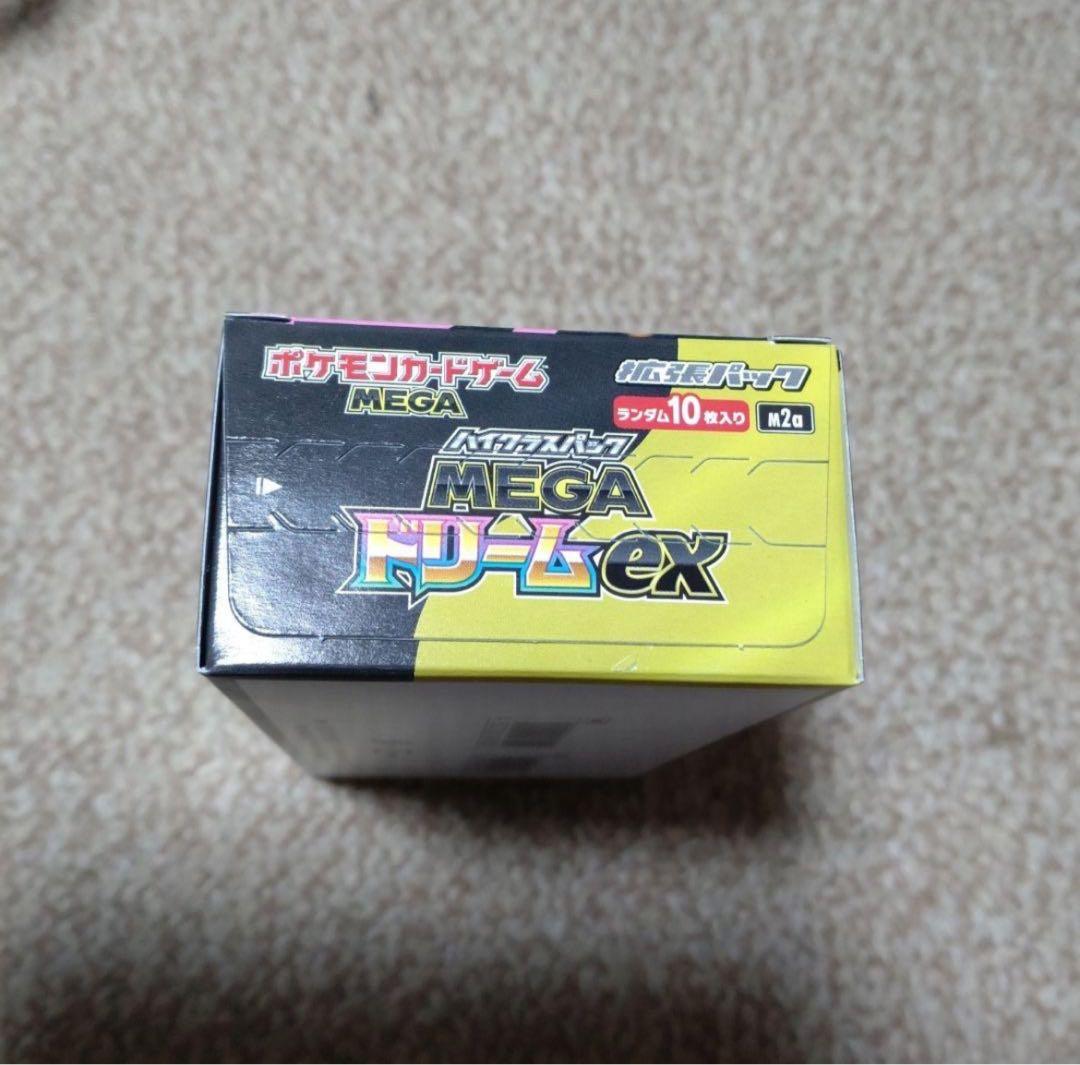 ポケモンカードゲーム
MEGA
拡張パック
ランダム10枚入り
M2a
ハイクラスパック
MEGA
ドリームex